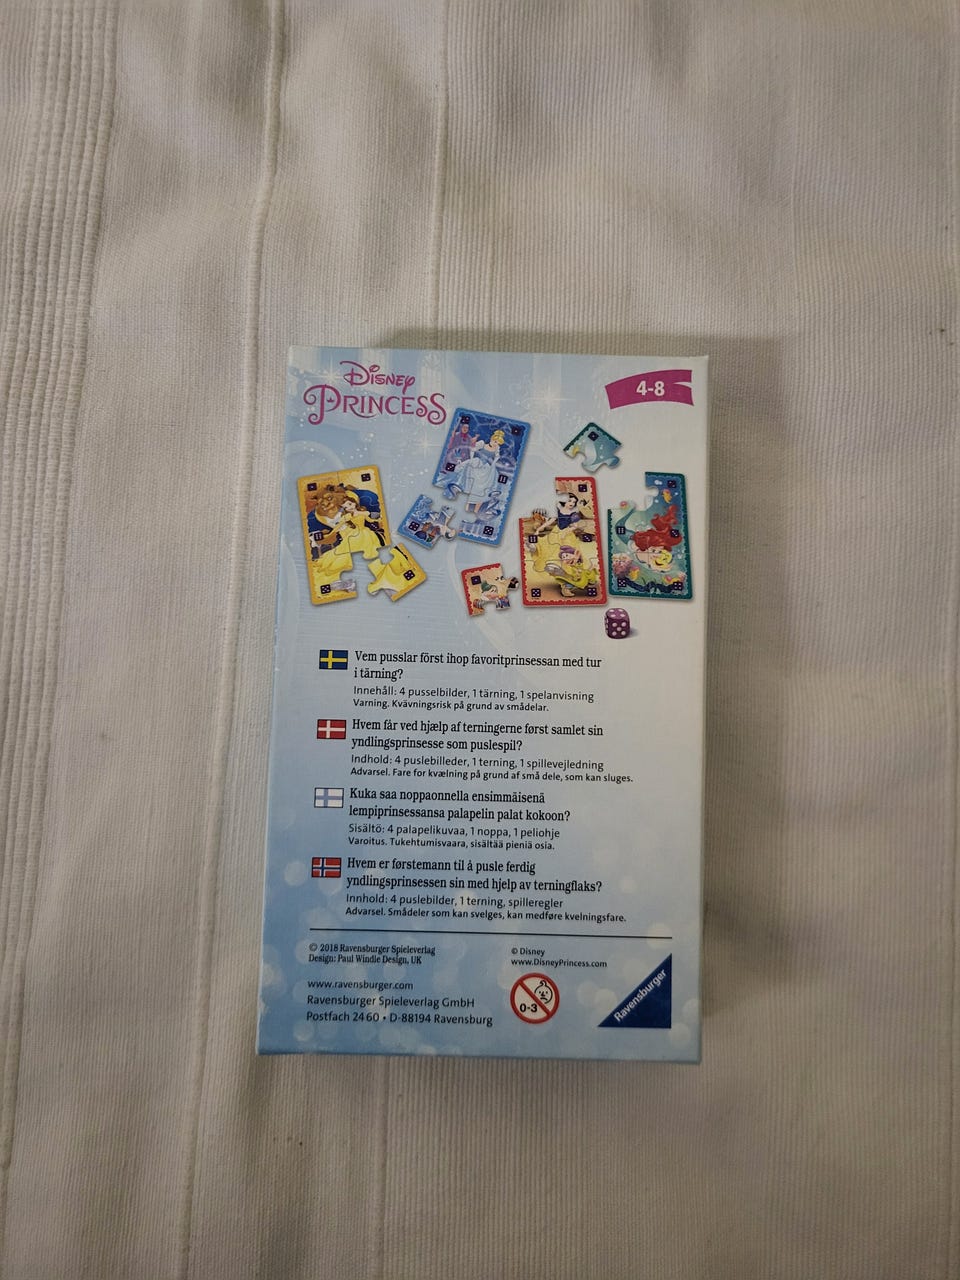 Disney
PRINCESS
4-8
Vem pusslar först ihop favoritprinsessan med tur
i tärning?
Innehåll: 4 pusselbilder, 1 tärning, 1 spelanvisning
Varning. Kvävningsrisk på grund av smådelar.
Hvem får ved hjælp af terningerne først samlet sin
yndlingsprinsesse som puslespil?
Indhold: 4 puslebilleder, 1 terning, 1 spillevejledning
Advarsel. Fare for kvælning på grund af små dele, som kan sluges.
Kuka saa noppaonnella ensimmäisenä
lempiprinsessansa palapelin palat kokoon?
Sisältö: 4 palapelikuvaa, 1 noppa, 1 peliohje
Varoitus. Tukehtumisvaara, sisältää pieniä osia.
Hvem er førstemann til å pusle ferdig
yndlingsprinsessen sin med hjelp av terningflaks?
Innhold: 4 puslebilder, 1 terning, spilleregler
Advarsel. Smådeler som kan svelges, kan medføre kvelningsfare.
© 2018 Ravensburger Spieleverlag
Design: Paul Windle Design, UK
© Disney
www.DisneyPrincess.com
www.ravensburger.com
Ravensburger Spieleverlag GmbH
Postfach 24 60 • D-88194 Ravensburg
0-3
Ravensburger